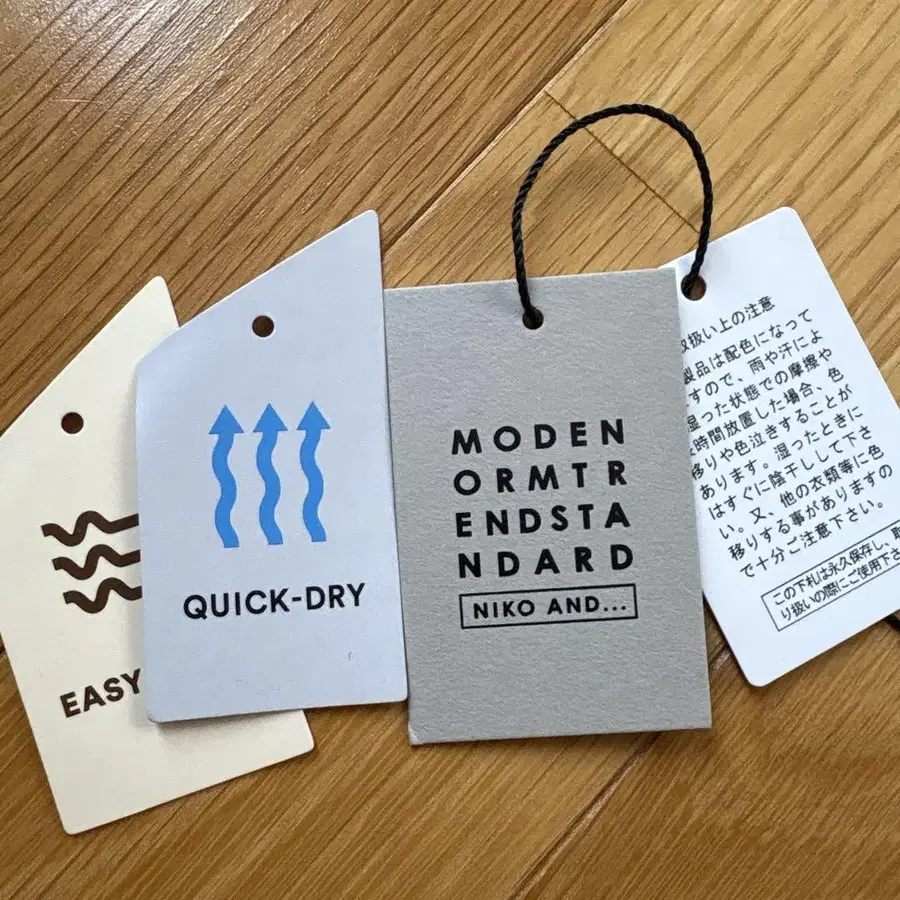 EASY
QUICK-DRY
MODEN
ORMTR
ENDSTA
NDARD
NIKO AND...
取扱い上の注意
製品は配色になって
すので、雨や汗によ
湿った状態での摩擦や
時間放置した場合、色
移りや色泣きすることが
あります。湿ったときに
はすぐに陰干しして下さ
い。又、他の衣類等に色
移りする事がありますの
で十分ご注意下さい。
この下札は永久保存し、取
り扱いの際にご使用下さ